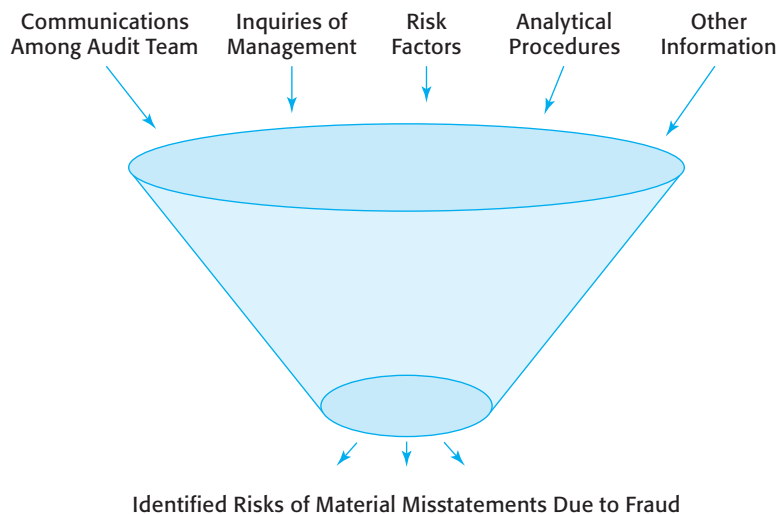 Communications
Among Audit Team
Inquiries of
Management
Risk
Factors
Analytical
Procedures
Other
Information
Identified Risks of Material Misstatements Due to Fraud